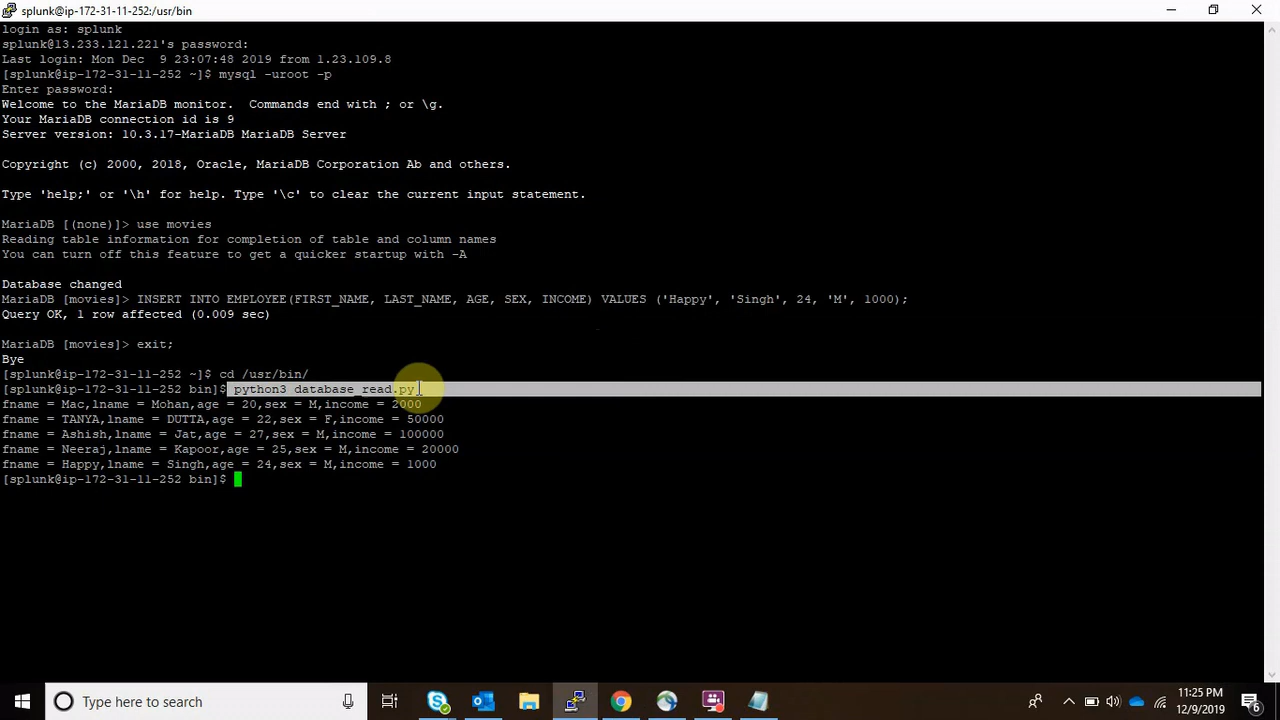 splunk@ip-172-31-11-252:/usr/bin
login as: splunk
splunk@13.233.121.221's password:
Last login: Mon Dec  9 23:07:48 2019 from 1.23.109.8
[splunk@ip-172-31-11-252 ~]$ mysql -uroot -p
Enter password:
Welcome to the MariaDB monitor.  Commands end with ; or \g.
Your MariaDB connection id is 9
Server version: 10.3.17-MariaDB MariaDB Server
Copyright (c) 2000, 2018, Oracle, MariaDB Corporation Ab and others.
Type 'help;' or '\h' for help. Type '\c' to clear the current input statement.
MariaDB [(none)]> use movies
Reading table information for completion of table and column names
You can turn off this feature to get a quicker startup with -A
Database changed
MariaDB [movies]> INSERT INTO EMPLOYEE(FIRST_NAME, LAST_NAME, AGE, SEX, INCOME) VALUES ('Happy', 'Singh', 24, 'M', 1000);
Query OK, 1 row affected (0.009 sec)
MariaDB [movies]> exit;
Bye
[splunk@ip-172-31-11-252 ~]$ cd /usr/bin/
[splunk@ip-172-31-11-252 bin]$ python3 database_read.py
fname = Mac,lname = Mohan,age = 20,sex = M,income = 2000
fname = TANYA,lname = DUTTA,age = 22,sex = F,income = 50000
fname = Ashish,lname = Jat,age = 27,sex = M,income = 100000
fname = Neeraj,lname = Kapoor,age = 25,sex = M,income = 20000
fname = Happy,lname = Singh,age = 24,sex = M,income = 1000
[splunk@ip-172-31-11-252 bin]$
Type here to search
11:25 PM
12/9/2019
6